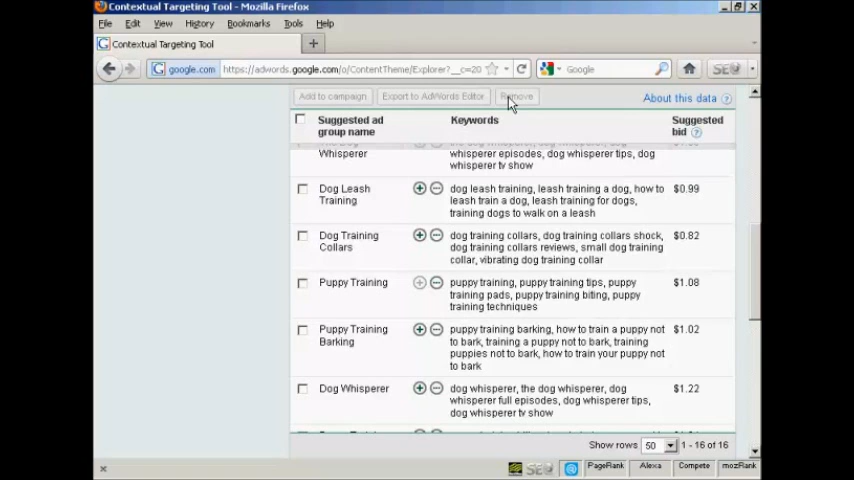 Contextual Targeting Tool - Mozilla Firefox
File Edit View History Bookmarks Tools Help
Contextual Targeting Tool
google.com https://adwords.google.com/o/ContentTheme/Explorer?__c=20 Google SEO
Add to campaign Export to AdWords Editor Remove About this data ?
Suggested ad group name Keywords Suggested bid ?
Whisperer whisperer episodes, dog whisperer tips, dog
whisperer tv show
Dog Leash dog leash training, leash training a dog, how to $0.99
Training leash train a dog, leash training for dogs,
training dogs to walk on a leash
Dog Training dog training collars, dog training collars shock, $0.82
Collars dog training collars reviews, small dog training
collar, vibrating dog training collar
Puppy Training puppy training, puppy training tips, puppy $1.08
training pads, puppy training biting, puppy
training techniques
Puppy Training puppy training barking, how to train a puppy not $1.02
Barking to bark, training a puppy not to bark, training
puppies not to bark, how to train your puppy not
to bark
Dog Whisperer dog whisperer, the dog whisperer, dog $1.22
whisperer full episodes, dog whisperer tips,
dog whisperer tv show
Show rows 50 1 - 16 of 16
SEO PageRank Alexa Compete mozRank